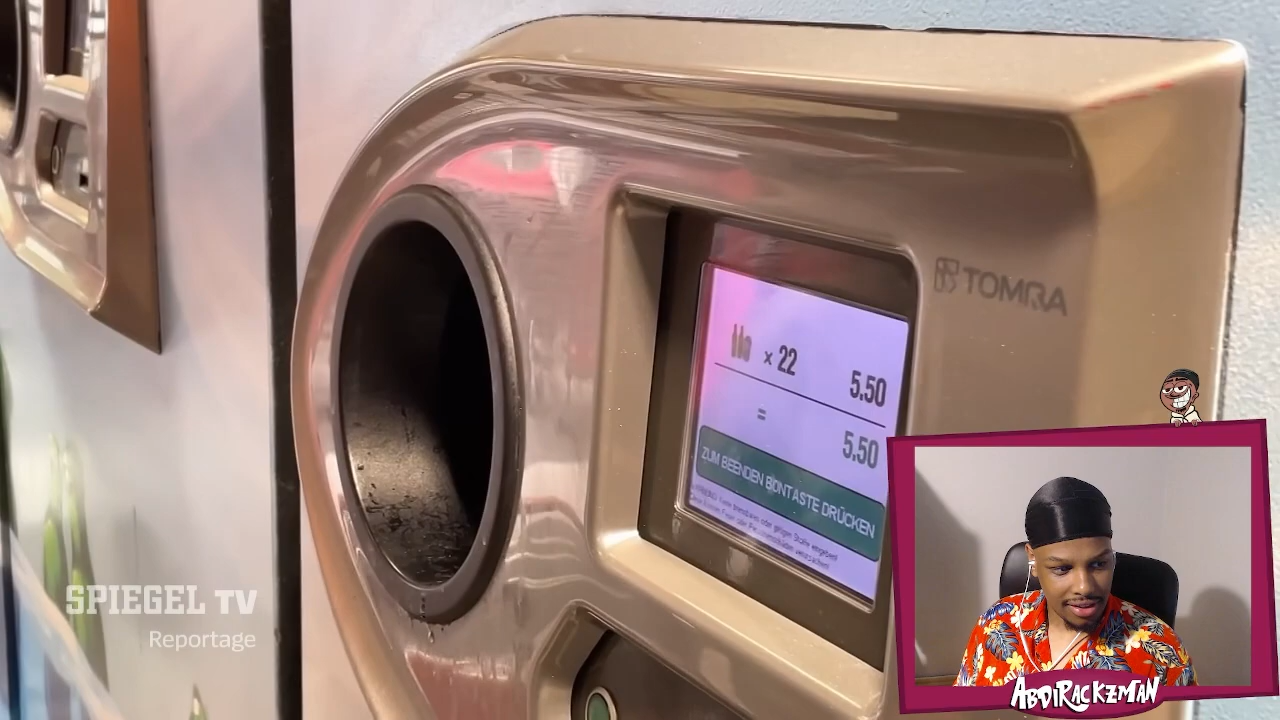 TOMRA
x 22
5.50
=
5.50
ZUM BEENDEN BONTASTE DRÜCKEN
SPIEGEL TV
Reportage
ABDIRACKZMAN